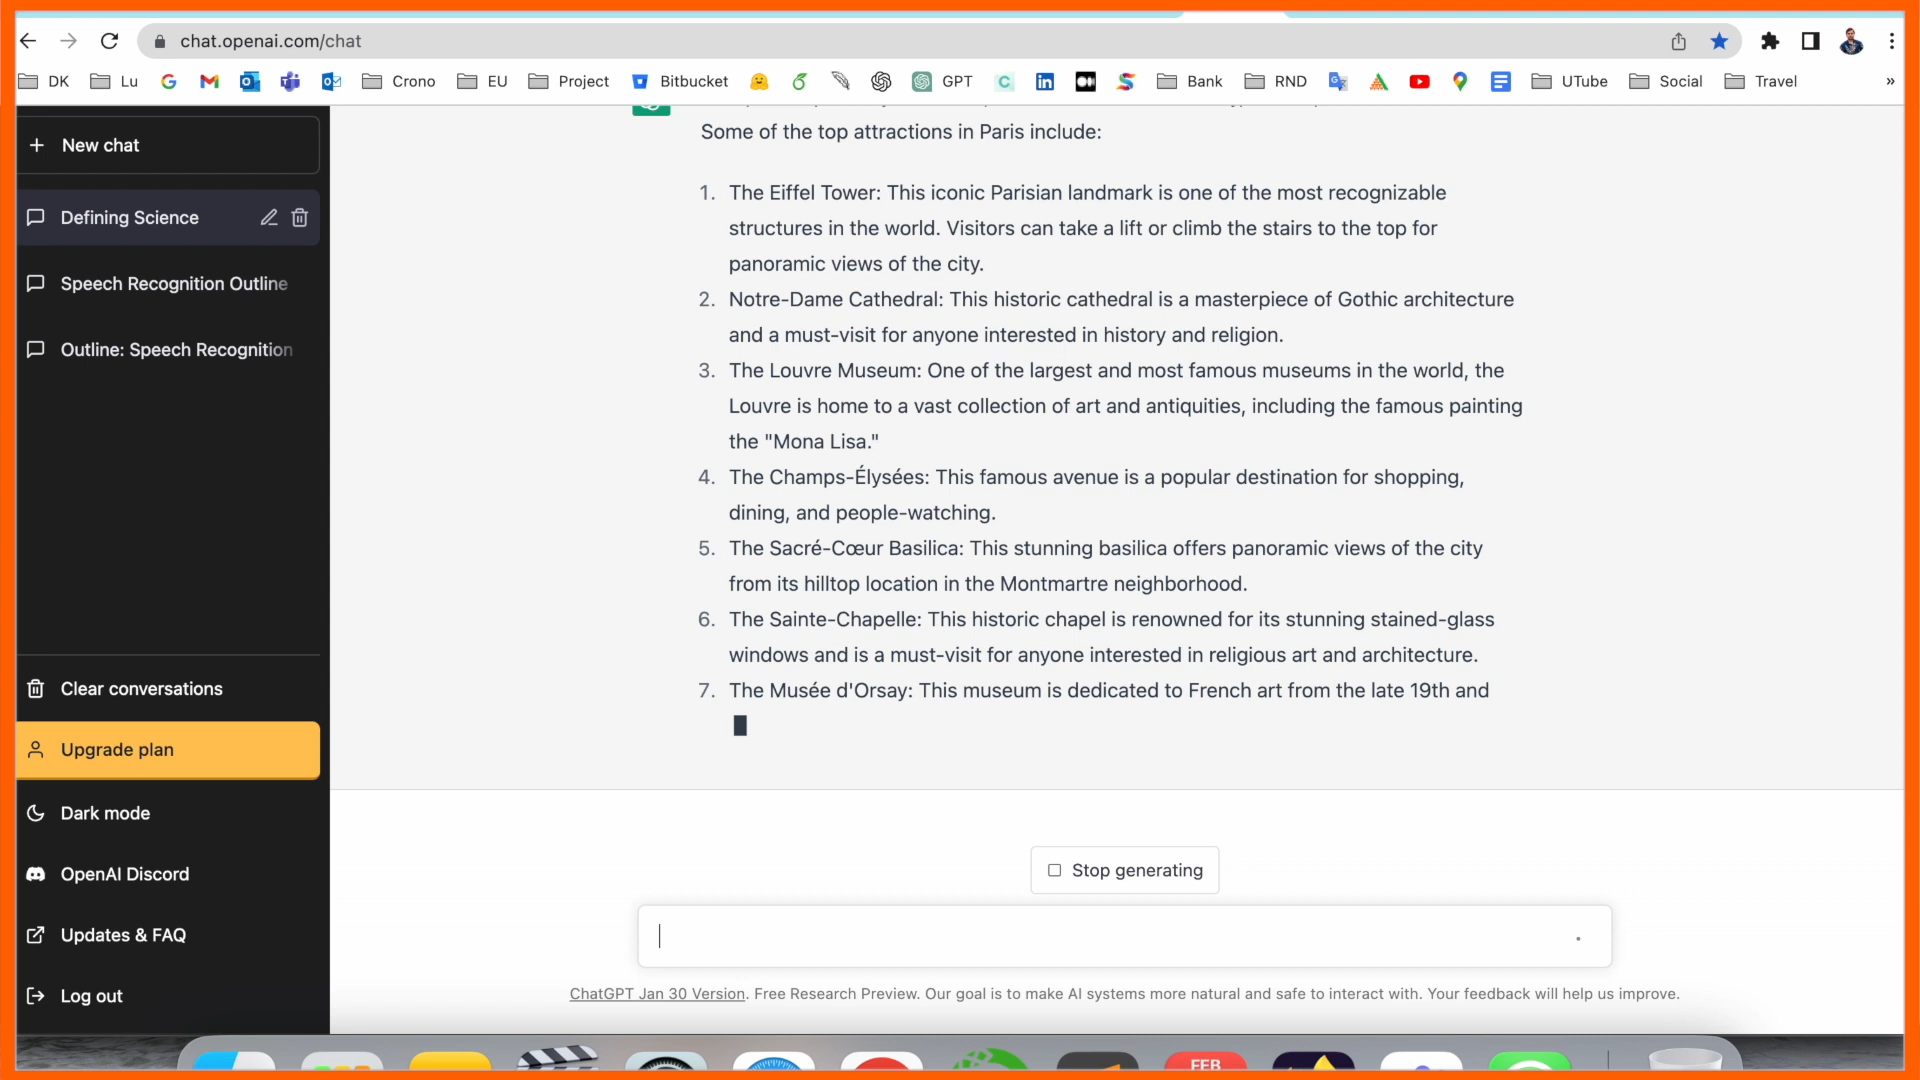 chat.openai.com/chat
DK Lu Crono EU Project Bitbucket GPT Bank RND UTube Social Travel »
+ New chat
Defining Science
Speech Recognition Outline
Outline: Speech Recognition
Clear conversations
Upgrade plan
Dark mode
OpenAI Discord
Updates & FAQ
Log out
Some of the top attractions in Paris include:
1. The Eiffel Tower: This iconic Parisian landmark is one of the most recognizable
structures in the world. Visitors can take a lift or climb the stairs to the top for
panoramic views of the city.
2. Notre-Dame Cathedral: This historic cathedral is a masterpiece of Gothic architecture
and a must-visit for anyone interested in history and religion.
3. The Louvre Museum: One of the largest and most famous museums in the world, the
Louvre is home to a vast collection of art and antiquities, including the famous painting
the "Mona Lisa."
4. The Champs-Élysées: This famous avenue is a popular destination for shopping,
dining, and people-watching.
5. The Sacré-Cœur Basilica: This stunning basilica offers panoramic views of the city
from its hilltop location in the Montmartre neighborhood.
6. The Sainte-Chapelle: This historic chapel is renowned for its stunning stained-glass
windows and is a must-visit for anyone interested in religious art and architecture.
7. The Musée d'Orsay: This museum is dedicated to French art from the late 19th and
Stop generating
ChatGPT Jan 30 Version. Free Research Preview. Our goal is to make AI systems more natural and safe to interact with. Your feedback will help us improve.
FEB